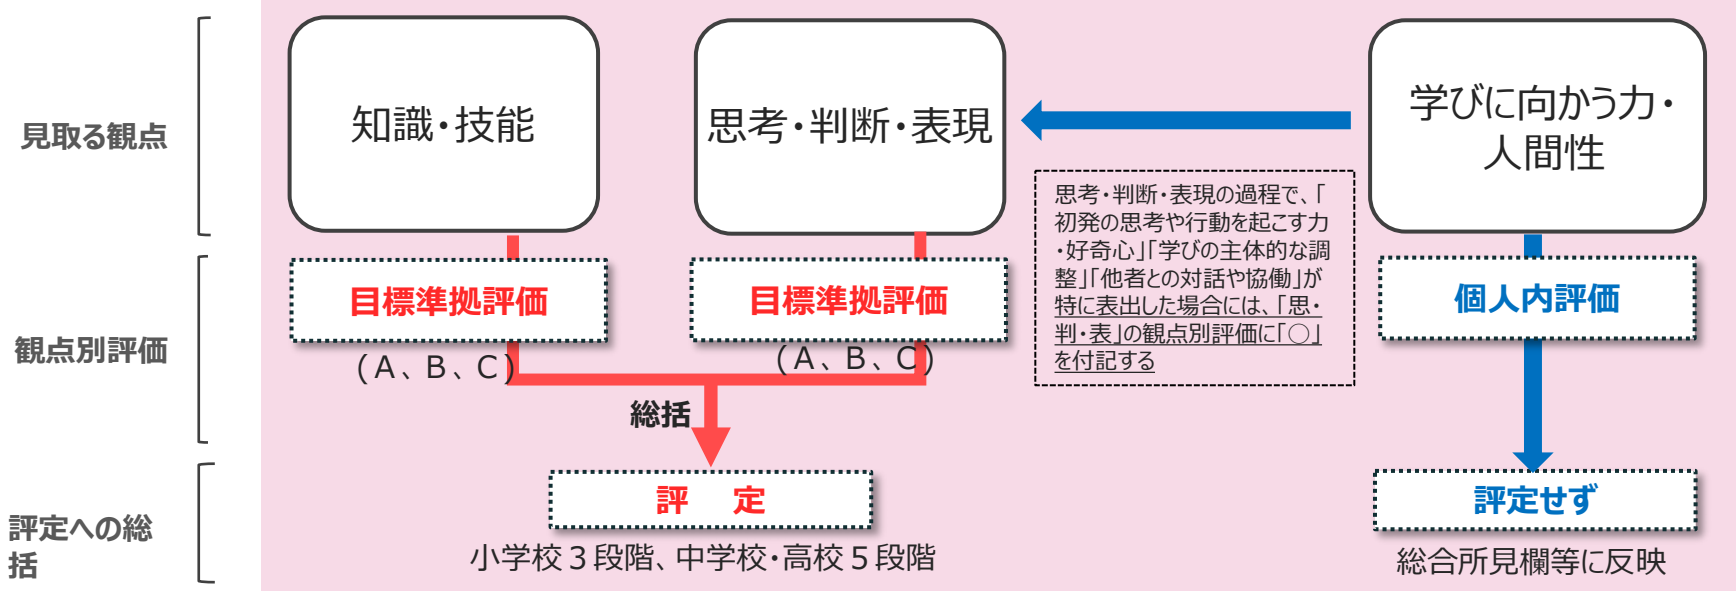 見取る観点
知識・技能
思考・判断・表現
学びに向かう力・
人間性
思考・判断・表現の過程で、「
初発の思考や行動を起こす力
・好奇心」「学びの主体的な調
整」「他者との対話や協働」が
特に表出した場合には、「思・
判・表」の観点別評価に「○」
を付記する
観点別評価
目標準拠評価
(A、B、C)
目標準拠評価
(A、B、C)
個人内評価
総括
評定への総
括
評 定
小学校3段階、中学校・高校5段階
評定せず
総合所見欄等に反映